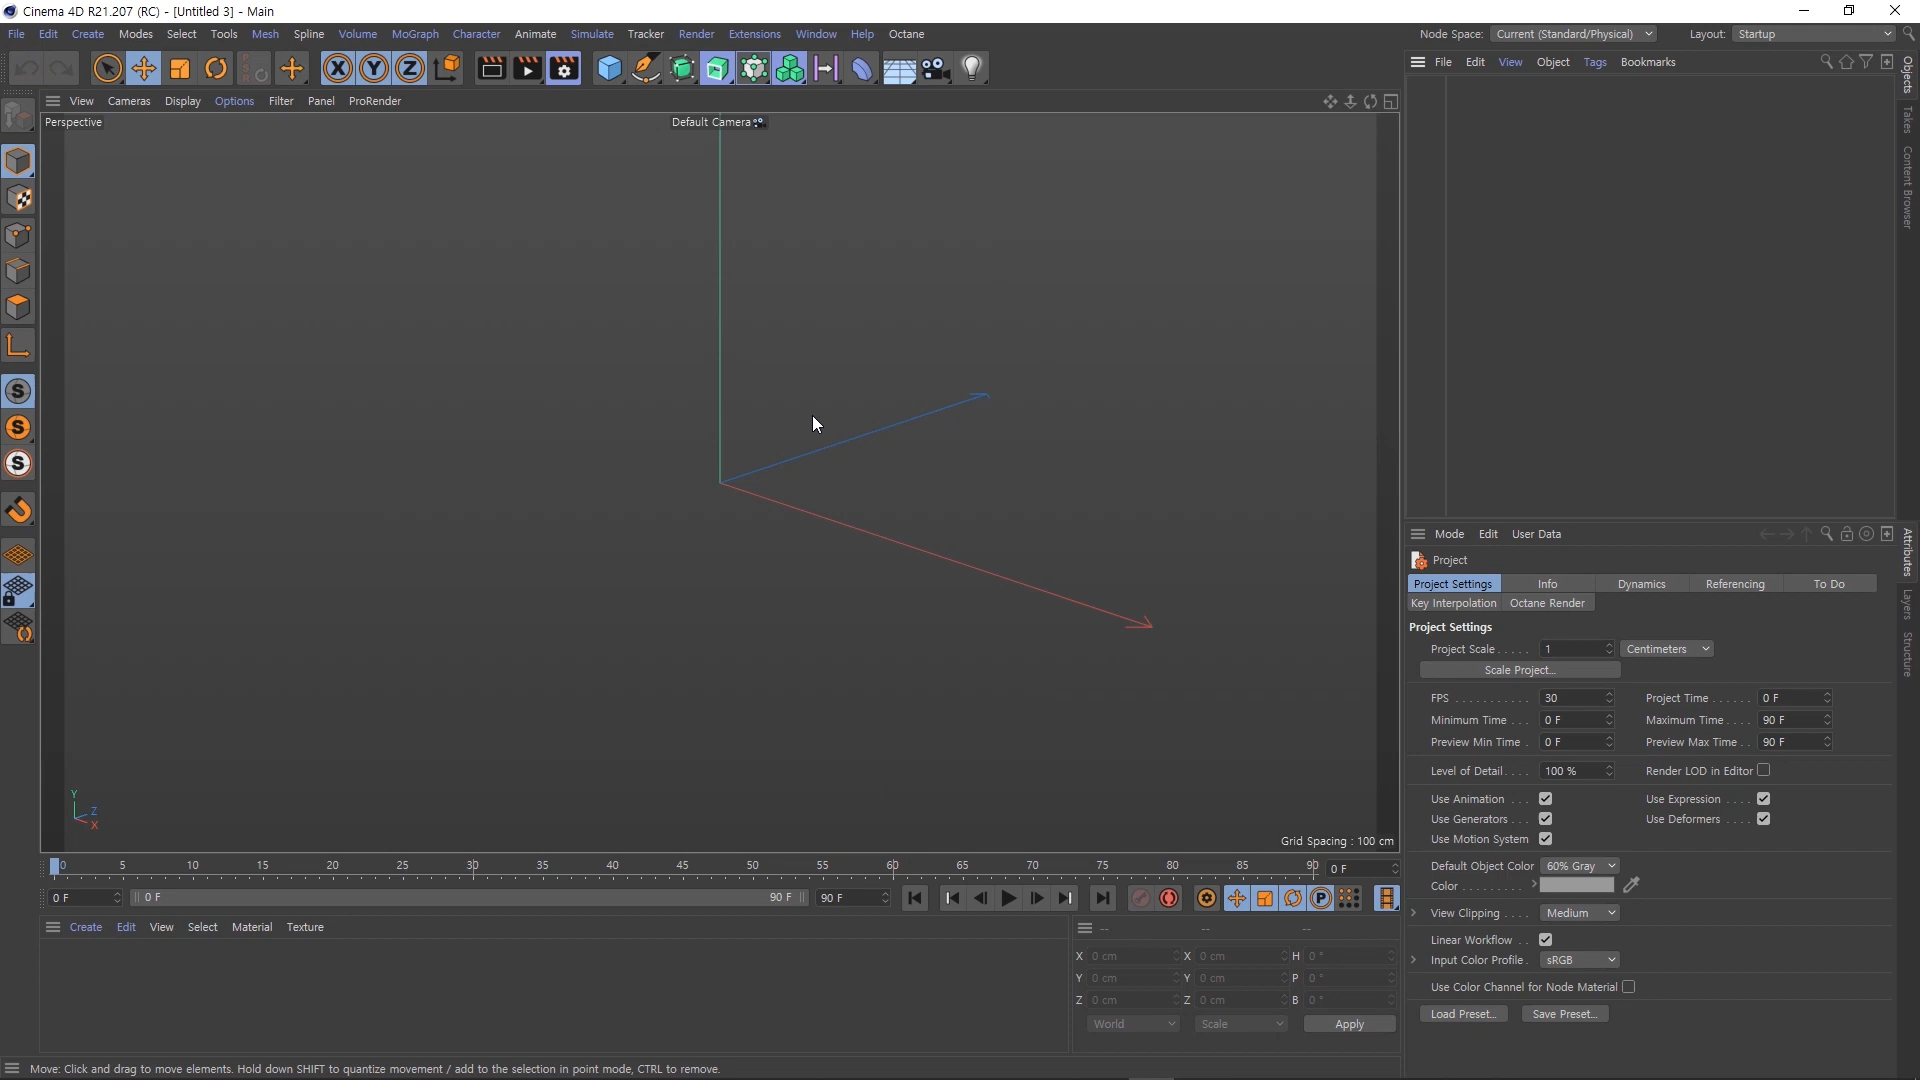 Cinema 4D R21.207 (RC) - [Untitled 3] - Main
File Edit Create Modes Select Tools Mesh Spline Volume MoGraph Character Animate Simulate Tracker Render Extensions Window Help Octane
Node Space: Current (Standard/Physical) Layout: Startup
File Edit View Object Tags Bookmarks
View Cameras Display Options Filter Panel ProRender
Perspective
Default Camera
Objects
Takes
Content Browser
Y
Z
X
Grid Spacing : 100 cm
0 5 10 15 20 25 30 35 40 45 50 55 60 65 70 75 80 85 90 0 F
0 F 0 F 90 F 90 F
Create Edit View Select Material Texture
-- -- --
X 0 cm X 0 cm H 0 °
Y 0 cm Y 0 cm P 0 °
Z 0 cm Z 0 cm B 0 °
World Scale Apply
Mode Edit User Data
Project
Project Settings Info Dynamics Referencing To Do
Key Interpolation Octane Render
Project Settings
Project Scale . . . . . 1 Centimeters
Scale Project...
FPS . . . . . . . . . . . 30 Project Time . . . . . . 0 F
Minimum Time . . . 0 F Maximum Time . . . . 90 F
Preview Min Time . 0 F Preview Max Time . . 90 F
Level of Detail . . . . 100 % Render LOD in Editor
Use Animation . . . Use Expression . . . .
Use Generators . . . Use Deformers . . . .
Use Motion System
Default Object Color 60% Gray
Color . . . . . . . . .
View Clipping . . . . Medium
Linear Workflow . .
Input Color Profile . sRGB
Use Color Channel for Node Material
Load Preset... Save Preset...
Attributes
Layers
Structure
Move: Click and drag to move elements. Hold down SHIFT to quantize movement / add to the selection in point mode, CTRL to remove.